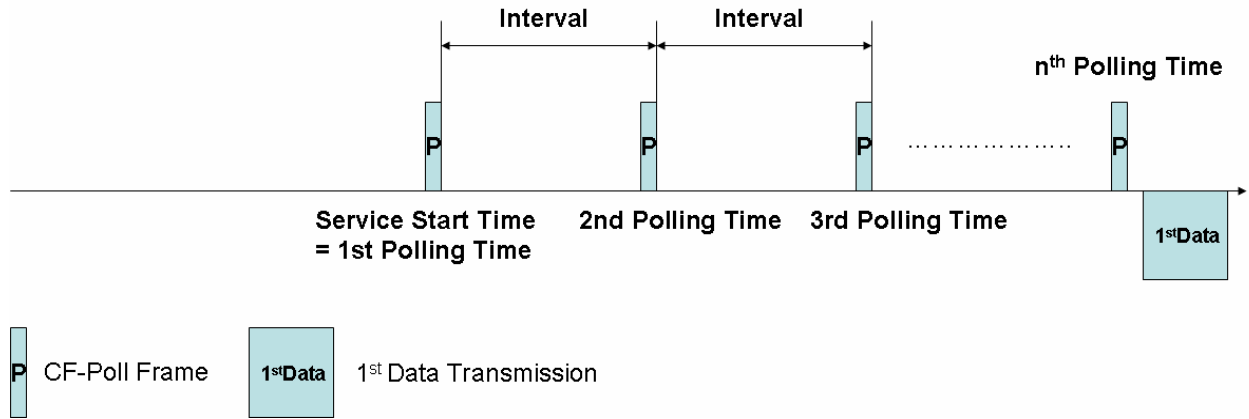 Interval Interval
nth Polling Time
P P P ………………….. P
Service Start Time
= 1st Polling Time
2nd Polling Time
3rd Polling Time
1stData
P CF-Poll Frame
1stData 1st Data Transmission